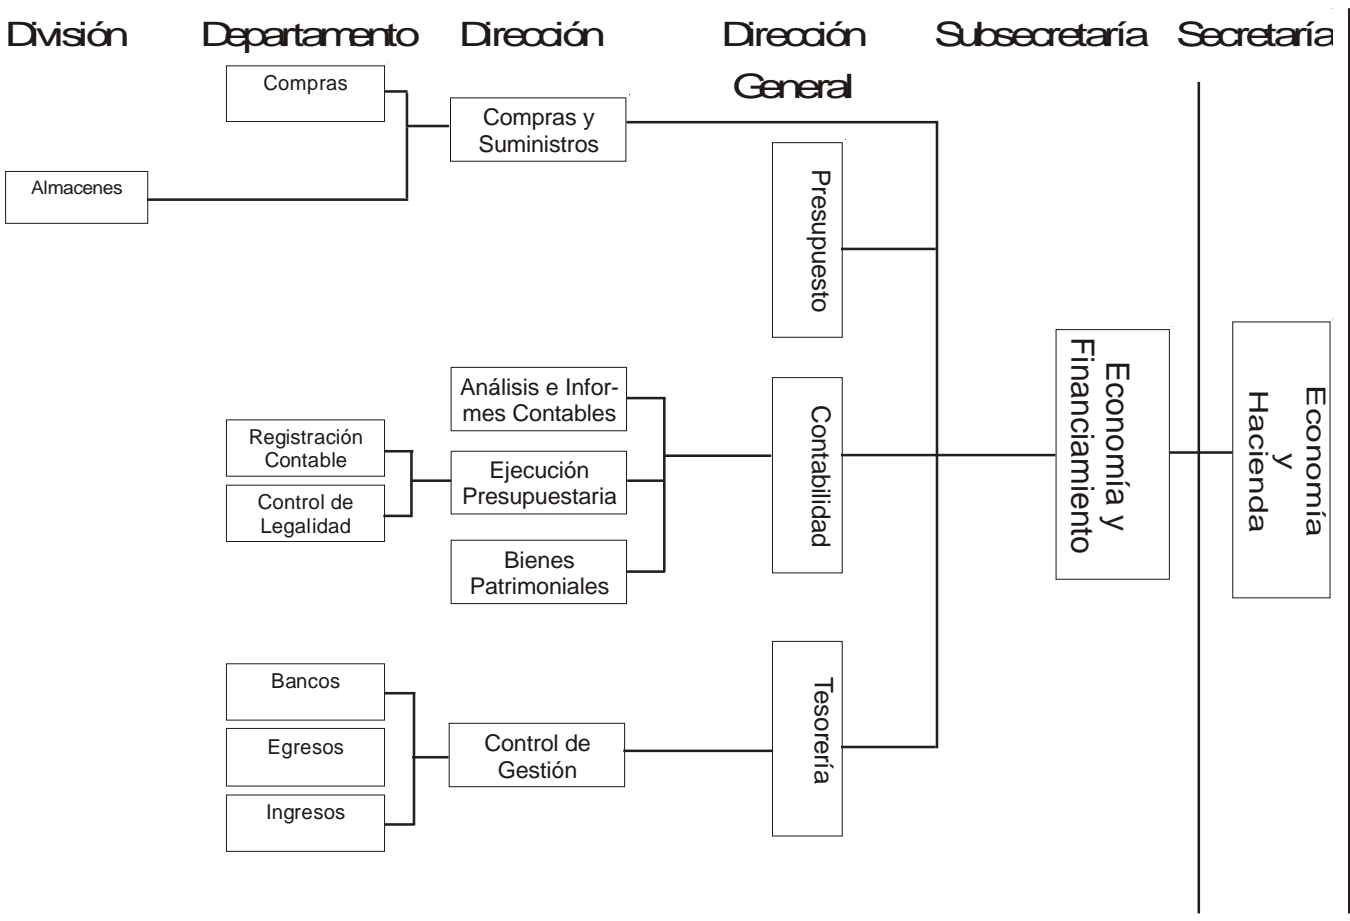 División
Departamento
Dirección
Dirección
General
Subsecretaría
Secretaría
Compras
Compras y
Suministros
Almacenes
Presupuesto
Análisis e Infor-
mes Contables
Registración
Contable
Ejecución
Presupuestaria
Control de
Legalidad
Bienes
Patrimoniales
Contabilidad
Economía y
Financiamiento
Economía
y
Hacienda
Bancos
Egresos
Ingresos
Control de
Gestión
Tesorería